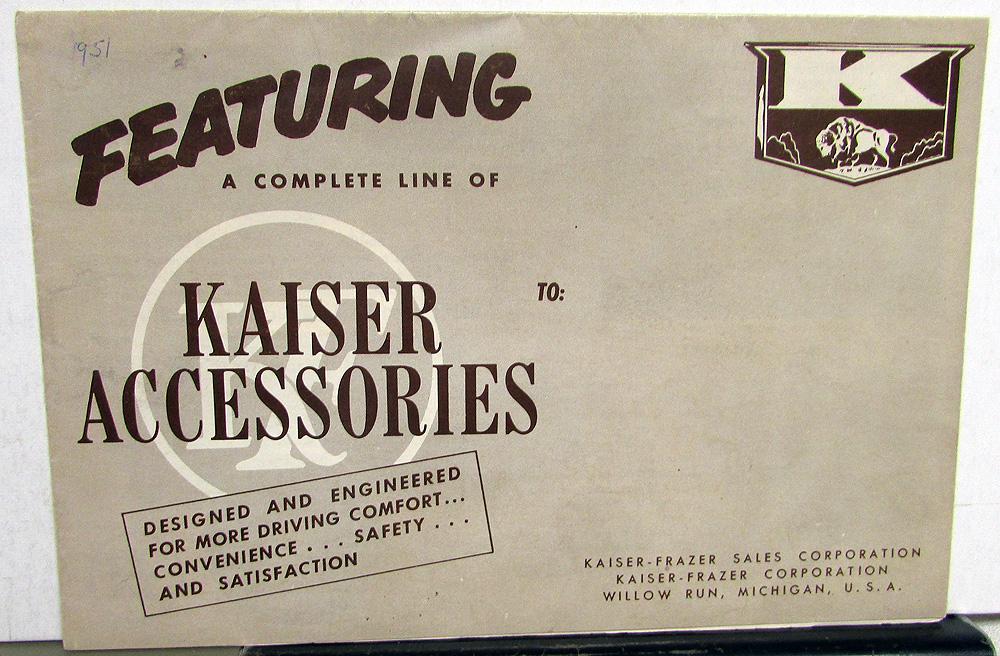 1951
FEATURING
A COMPLETE LINE OF
K
KF
KAISER
ACCESSORIES
TO:
DESIGNED AND ENGINEERED
FOR MORE DRIVING COMFORT...
CONVENIENCE . . . SAFETY . . .
AND SATISFACTION
KAISER-FRAZER SALES CORPORATION
KAISER-FRAZER CORPORATION
WILLOW RUN, MICHIGAN, U.S.A.